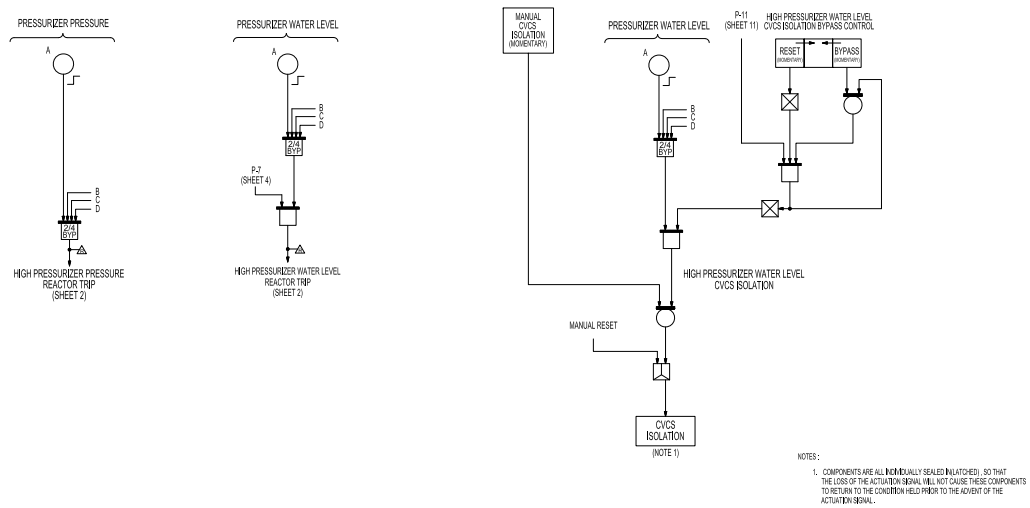 PRESSURIZER PRESSURE
A
B
C
D
2/4
BYP
HIGH PRESSURIZER PRESSURE
REACTOR TRIP
(SHEET 2)
PRESSURIZER WATER LEVEL
A
B
C
D
2/4
BYP
P-7
(SHEET 4)
HIGH PRESSURIZER WATER LEVEL
REACTOR TRIP
(SHEET 2)
MANUAL
CVCS
ISOLATION
(MOMENTARY)
PRESSURIZER WATER LEVEL
A
B
C
D
2/4
BYP
P-11
(SHEET 11)
HIGH PRESSURIZER WATER LEVEL
CVCS ISOLATION BYPASS CONTROL
RESET
(MOMENTARY)
BYPASS
(MOMENTARY)
HIGH PRESSURIZER WATER LEVEL
CVCS ISOLATION
MANUAL RESET
CVCS
ISOLATION
(NOTE 1)
NOTES :
1. COMPONENTS ARE ALL INDIVIDUALLY SEALED IN(LATCHED) , SO THAT
THE LOSS OF THE ACTUATION SIGNAL WILL NOT CAUSE THESE COMPONENTS
TO RETURN TO THE CONDITION HELD PRIOR TO THE ADVENT OF THE
ACTUATION SIGNAL .